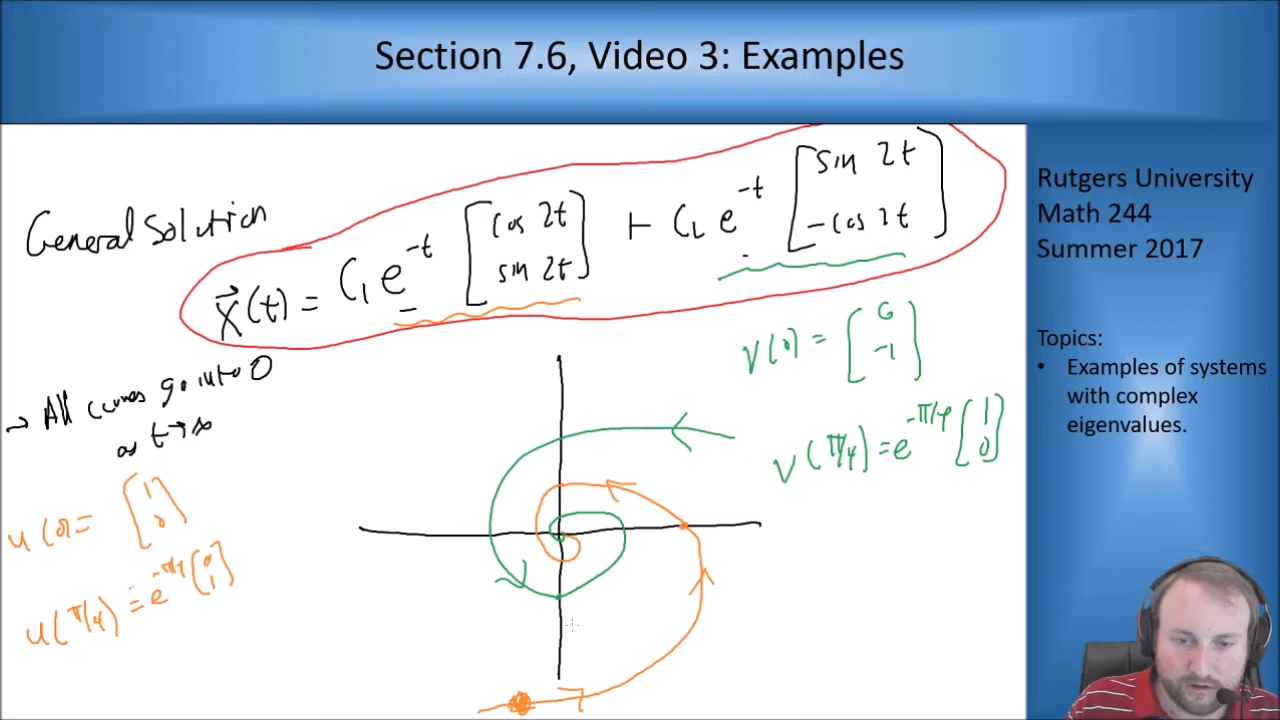 Section 7.6, Video 3: Examples
General Solution
x⃗(t) = C₁ e^{-t} [cos 2t; sin 2t] + C₂ e^{-t} [sin 2t; -cos 2t]
→ All curves go into 0
as t→∞
u(0) = [1; 0]
u(π/4) = e^{-π/4} (0; 1)
v(0) = [0; -1]
v(π/4) = e^{-π/4} [1; 0]
Rutgers University
Math 244
Summer 2017
Topics:
• Examples of systems
with complex
eigenvalues.